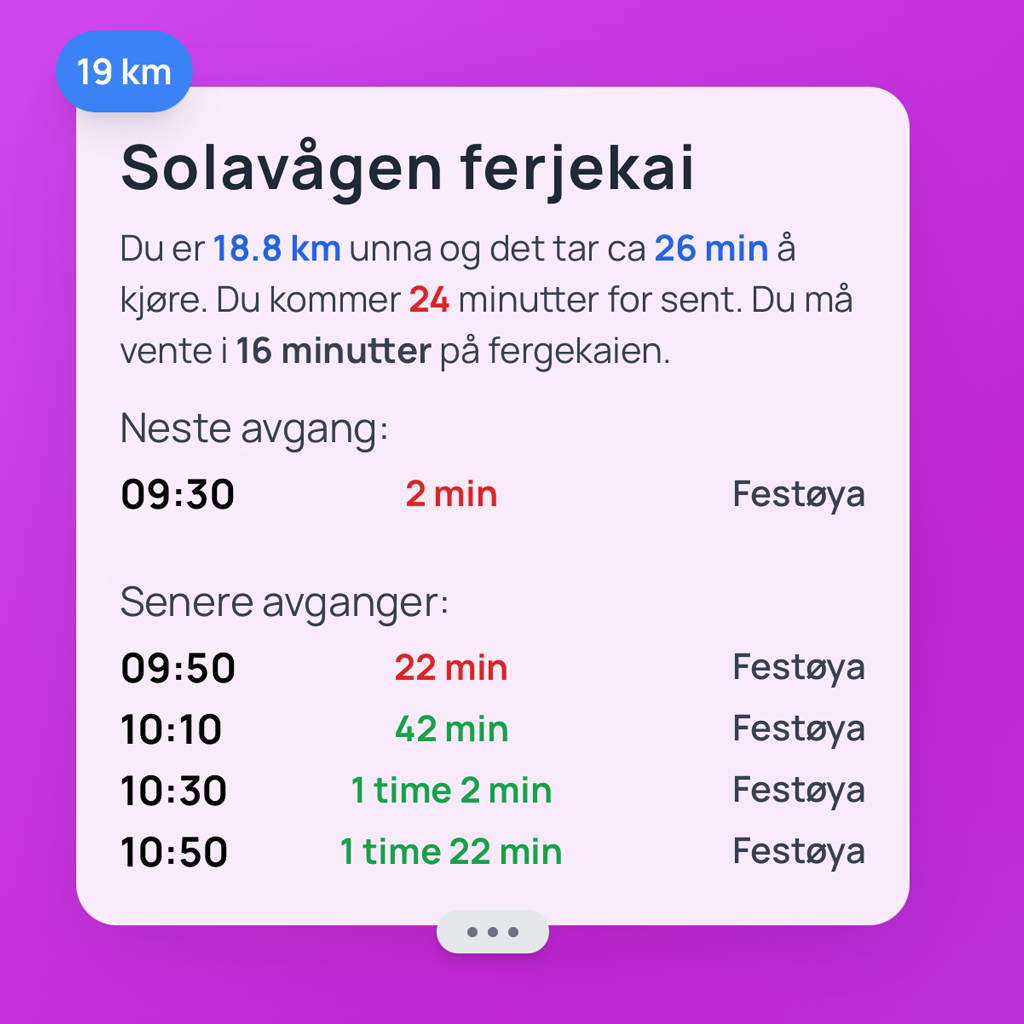 19 km
Solavågen ferjekai
Du er 18.8 km unna og det tar ca 26 min å
kjøre. Du kommer 24 minutter for sent. Du må
vente i 16 minutter på fergekaien.
Neste avgang:
09:30 2 min Festøya
Senere avganger:
09:50 22 min Festøya
10:10 42 min Festøya
10:30 1 time 2 min Festøya
10:50 1 time 22 min Festøya